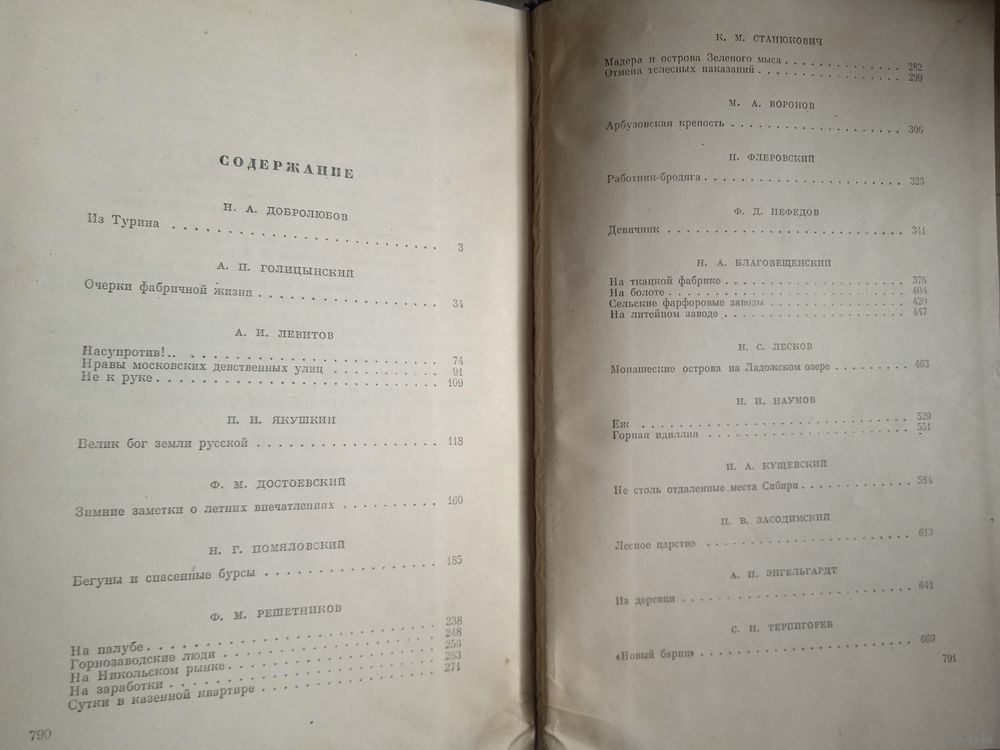 СОДЕРЖАНИЕ
Н. А. ДОБРОЛЮБОВ
Из Турина . . . . . . . . . . . . . . . . . . . . . . . . 3
А. П. ГОЛИЦЫНСКИЙ
Очерки фабричной жизни . . . . . . . . . . . . . . . . 34
А. И. ЛЕВИТОВ
Насупротив!.. . . . . . . . . . . . . . . . . . . . . . . 74
Нравы московских девственных улиц . . . . . . . . . . 91
Не к руке . . . . . . . . . . . . . . . . . . . . . . . . 109
П. И. ЯКУШКИН
Велик бог земли русской . . . . . . . . . . . . . . . . 118
Ф. М. ДОСТОЕВСКИЙ
Зимние заметки о летних впечатлениях . . . . . . . . . 160
Н. Г. ПОМЯЛОВСКИЙ
Бегуны и спасенные бурсы . . . . . . . . . . . . . . . 185
Ф. М. РЕШЕТНИКОВ
На палубе . . . . . . . . . . . . . . . . . . . . . . . . 238
Горнозаводские люди . . . . . . . . . . . . . . . . . . 248
На Никольском рынке . . . . . . . . . . . . . . . . . . 256
На заработки . . . . . . . . . . . . . . . . . . . . . . 263
Сутки в казенной квартире . . . . . . . . . . . . . . . 271
790
К. М. СТАНЮКОВИЧ
Мадера и острова Зеленого мыса . . . . . . . . . . . . 282
Отмена телесных наказаний . . . . . . . . . . . . . . . 299
М. А. ВОРОНОВ
Арбузовская крепость . . . . . . . . . . . . . . . . . . 306
Н. ФЛЕРОВСКИЙ
Работник-бродяга . . . . . . . . . . . . . . . . . . . . 323
Ф. Д. НЕФЕДОВ
Девичник . . . . . . . . . . . . . . . . . . . . . . . . 341
Н. А. БЛАГОВЕЩЕНСКИЙ
На ткацкой фабрике . . . . . . . . . . . . . . . . . . . 376
На болоте . . . . . . . . . . . . . . . . . . . . . . . . 404
Сельские фарфоровые заводы . . . . . . . . . . . . . . 420
На литейном заводе . . . . . . . . . . . . . . . . . . . 447
Н. С. ЛЕСКОВ
Монашеские острова на Ладожском озере . . . . . . . . 463
Н. И. НАУМОВ
Еж . . . . . . . . . . . . . . . . . . . . . . . . . . . 529
Горная идиллия . . . . . . . . . . . . . . . . . . . . . 551
И. А. КУЩЕВСКИЙ
Не столь отдаленные места Сибири . . . . . . . . . . . 584
П. В. ЗАСОДИМСКИЙ
Лесное царство . . . . . . . . . . . . . . . . . . . . . 613
А. Н. ЭНГЕЛЬГАРДТ
Из деревни . . . . . . . . . . . . . . . . . . . . . . . 641
С. Н. ТЕРПИГОРЕВ
«Новый барин» . . . . . . . . . . . . . . . . . . . . . 669
791